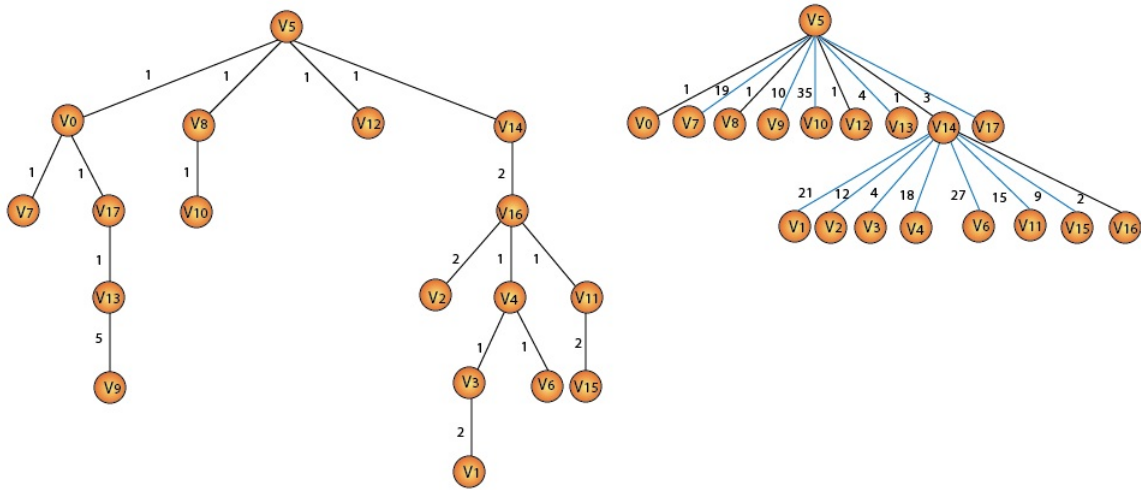 V5
V5
1 1 1 1
1 19 1 10 35 1 4 1 3
V0 V8 V12 V14
V0 V7 V8 V9 V10 V12 V13 V14 V17
1 1 1 2
21 12 4 18 27 15 9 2
V7 V17 V10 V16
V1 V2 V3 V4 V6 V11 V15 V16
1 2 1 1
V13 V2 V4 V11
5 1 1 2
V9 V3 V6 V15
2
V1